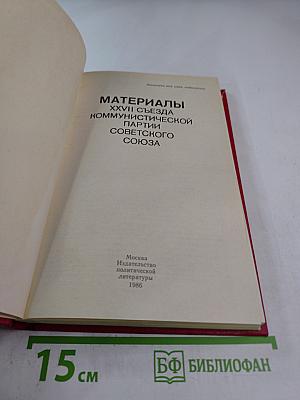 МАТЕРИАЛЫ
XXVII СЪЕЗДА
КОММУНИСТИЧЕСКОЙ
ПАРТИИ
СОВЕТСКОГО
СОЮЗА
Москва
Издательство
политической
литературы
1986
15 см
БФ БИБЛИОФАН